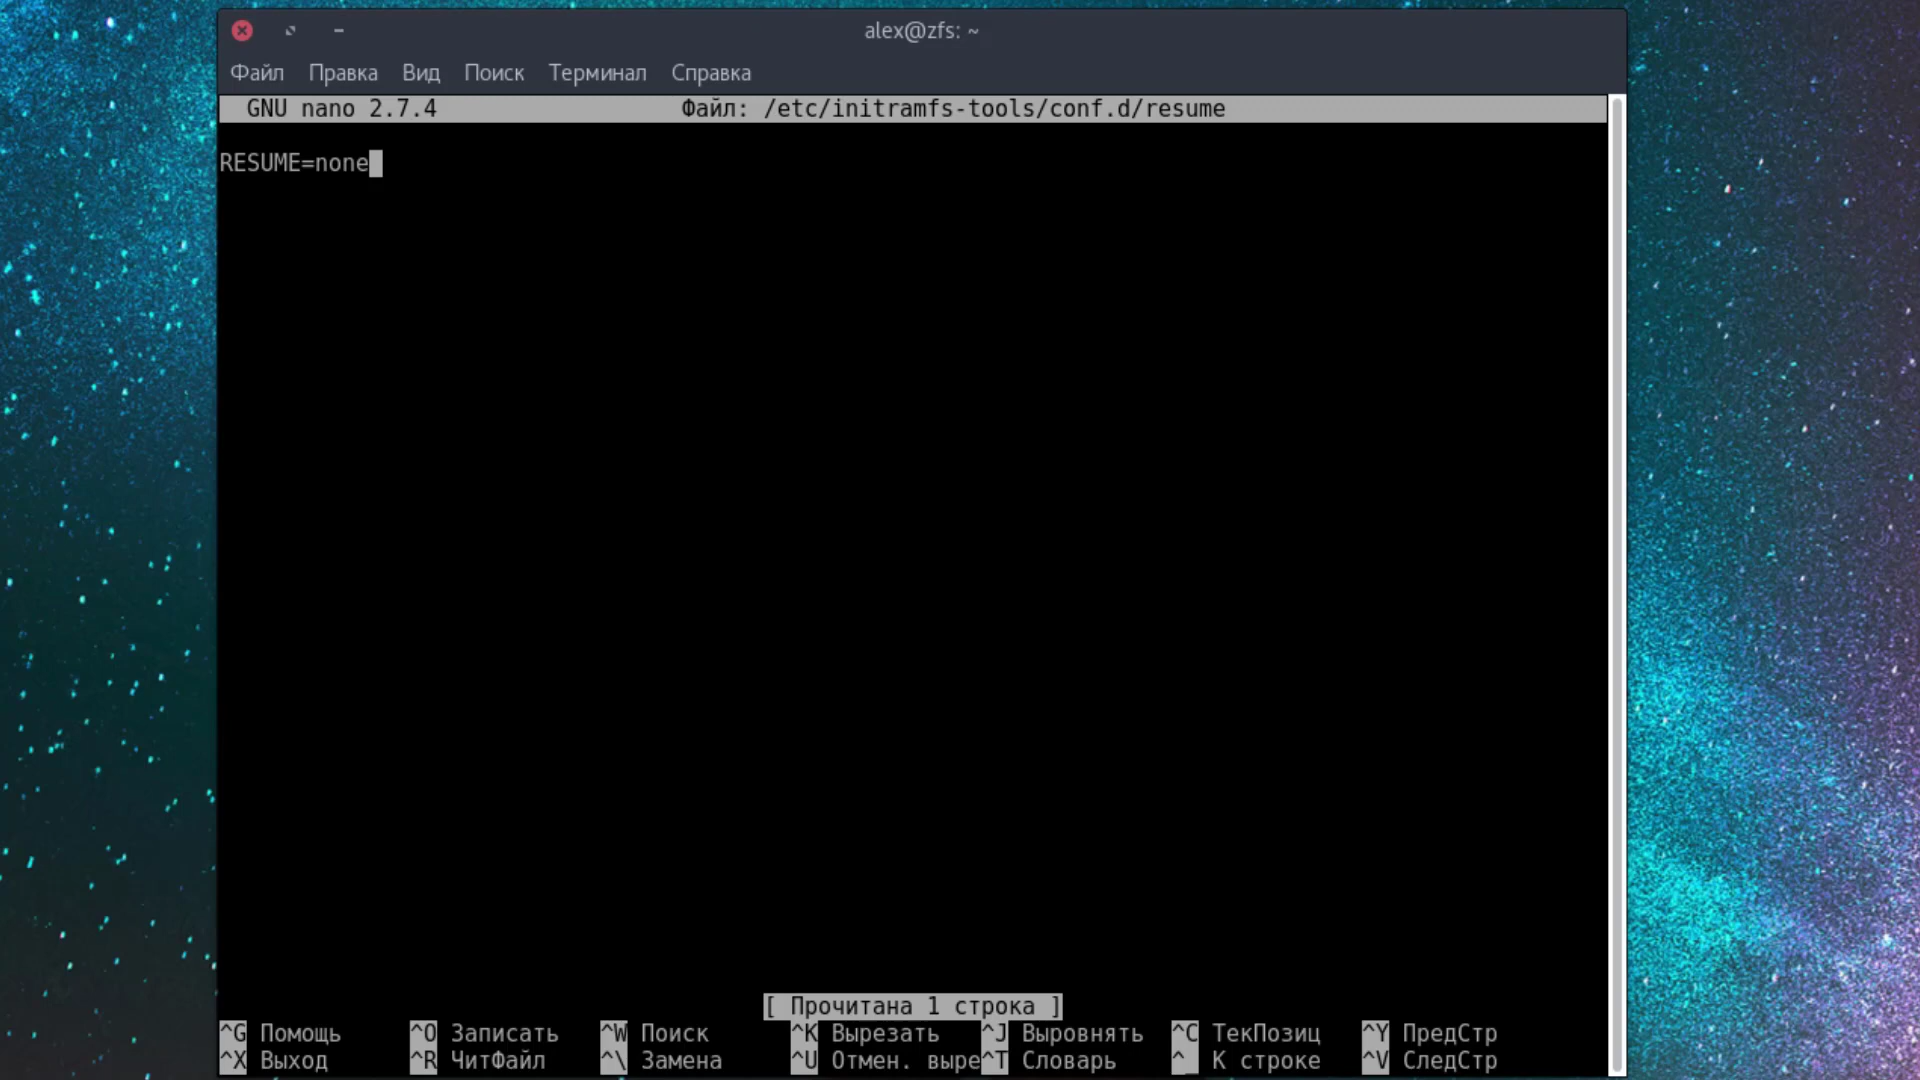 alex@zfs: ~
Файл Правка Вид Поиск Терминал Справка
GNU nano 2.7.4 Файл: /etc/initramfs-tools/conf.d/resume
RESUME=none
[ Прочитана 1 строка ]
^G Помощь ^O Записать ^W Поиск ^K Вырезать ^J Выровнять ^C ТекПозиц ^Y ПредСтр
^X Выход ^R ЧитФайл ^\ Замена ^U Отмен. выре^T Словарь ^_ К строке ^V СледСтр